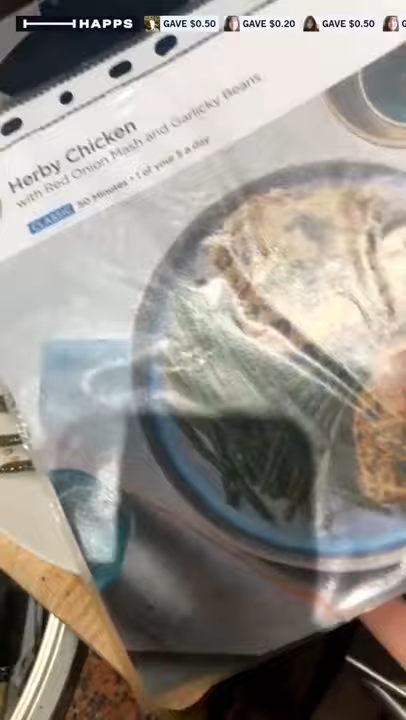 HAPPS GAVE $0.50 GAVE $0.20 GAVE $0.50
Herby Chicken
with Red Onion Mash and Garlicky Beans
CLASSIC 30 Minutes • 1 of your 5 a day